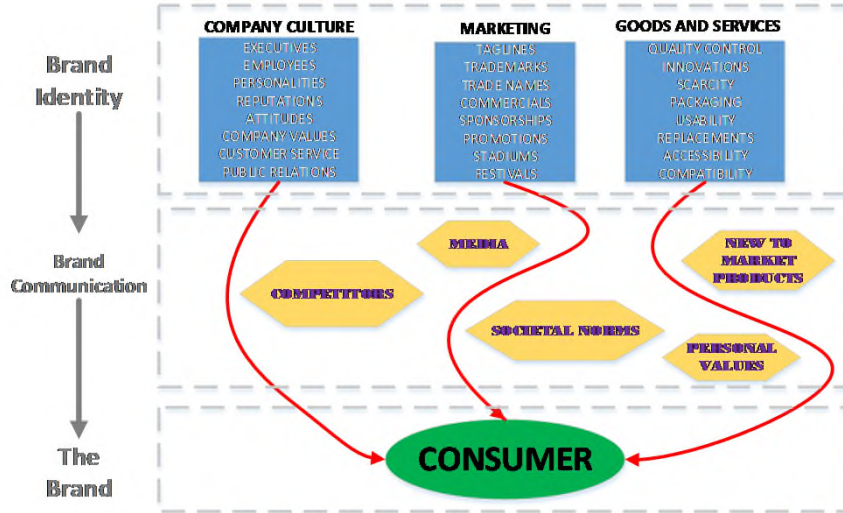 COMPANY CULTURE
EXECUTIVES
EMPLOYEES
PERSONALITIES
REPUTATIONS
ATTITUDES
COMPANY VALUES
CUSTOMER SERVICE
PUBLIC RELATIONS
MARKETING
TAGLINES
TRADEMARKS
TRADE NAMES
COMMERCIALS
SPONSORSHIPS
PROMOTIONS
STADIUMS
FESTIVALS
GOODS AND SERVICES
QUALITY CONTROL
INNOVATIONS
SCARCITY
PACKAGING
USABILITY
REPLACEMENTS
ACCESSIBILITY
COMPATIBILITY
Brand
Identity
Brand
Communication
MEDIA
COMPETITORS
NEW TO
MARKET
PRODUCTS
SOCIETAL NORMS
PERSONAL
VALUES
The
Brand
CONSUMER